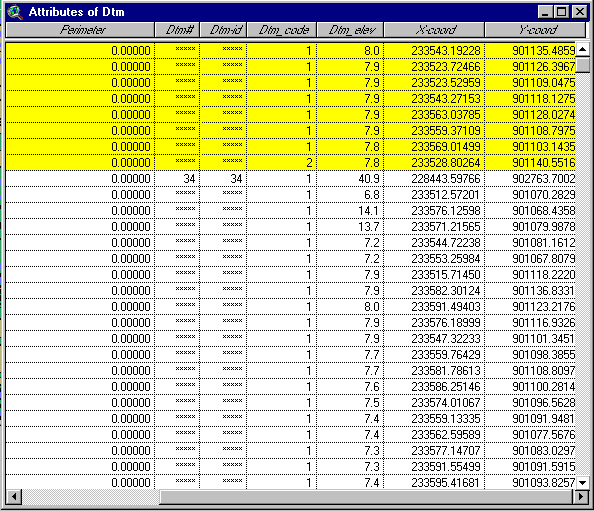 Attributes of Dtm
Perimeter Dtm# Dtm-id Dtm_code Dtm_elev X-coord Y-coord
0.00000 ***** ***** 1 8.0 233543.19228 901135.4859
0.00000 ***** ***** 1 7.9 233523.72466 901126.3967
0.00000 ***** ***** 1 7.9 233523.52959 901109.0475
0.00000 ***** ***** 1 7.9 233543.27153 901118.1275
0.00000 ***** ***** 1 7.9 233563.03785 901128.0274
0.00000 ***** ***** 1 7.9 233559.37109 901108.7975
0.00000 ***** ***** 1 7.8 233569.01499 901103.1435
0.00000 ***** ***** 2 7.8 233528.80264 901140.5516
0.00000 34 34 1 40.9 228443.59766 902763.7002
0.00000 ***** ***** 1 6.8 233512.57201 901070.2829
0.00000 ***** ***** 1 14.1 233576.12598 901068.4358
0.00000 ***** ***** 1 13.7 233571.21565 901079.9878
0.00000 ***** ***** 1 7.2 233544.72238 901081.1612
0.00000 ***** ***** 1 7.2 233553.25984 901067.8079
0.00000 ***** ***** 1 7.9 233515.71450 901118.2220
0.00000 ***** ***** 1 7.9 233582.30124 901136.8331
0.00000 ***** ***** 1 8.0 233591.49403 901123.2176
0.00000 ***** ***** 1 7.9 233576.18999 901116.9326
0.00000 ***** ***** 1 7.9 233547.32233 901101.3451
0.00000 ***** ***** 1 7.7 233559.76429 901098.3855
0.00000 ***** ***** 1 7.7 233581.78613 901108.8097
0.00000 ***** ***** 1 7.6 233586.25146 901100.2814
0.00000 ***** ***** 1 7.5 233574.01067 901096.5628
0.00000 ***** ***** 1 7.4 233559.13335 901091.9481
0.00000 ***** ***** 1 7.4 233562.59589 901077.5676
0.00000 ***** ***** 1 7.3 233577.14707 901083.0297
0.00000 ***** ***** 1 7.3 233591.55499 901091.5915
0.00000 ***** ***** 1 7.4 233595.41681 901093.8257